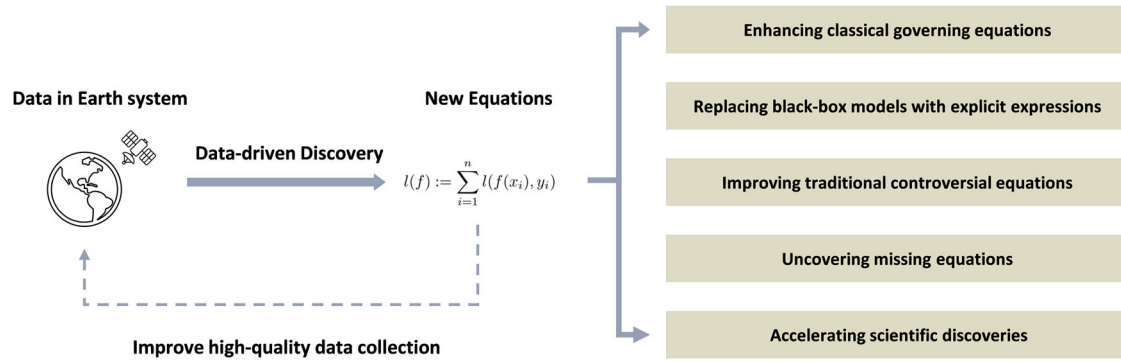 Data in Earth system
Data-driven Discovery
New Equations
l(f) := \sum_{i=1}^{n} l(f(x_i), y_i)
Improve high-quality data collection
Enhancing classical governing equations
Replacing black-box models with explicit expressions
Improving traditional controversial equations
Uncovering missing equations
Accelerating scientific discoveries